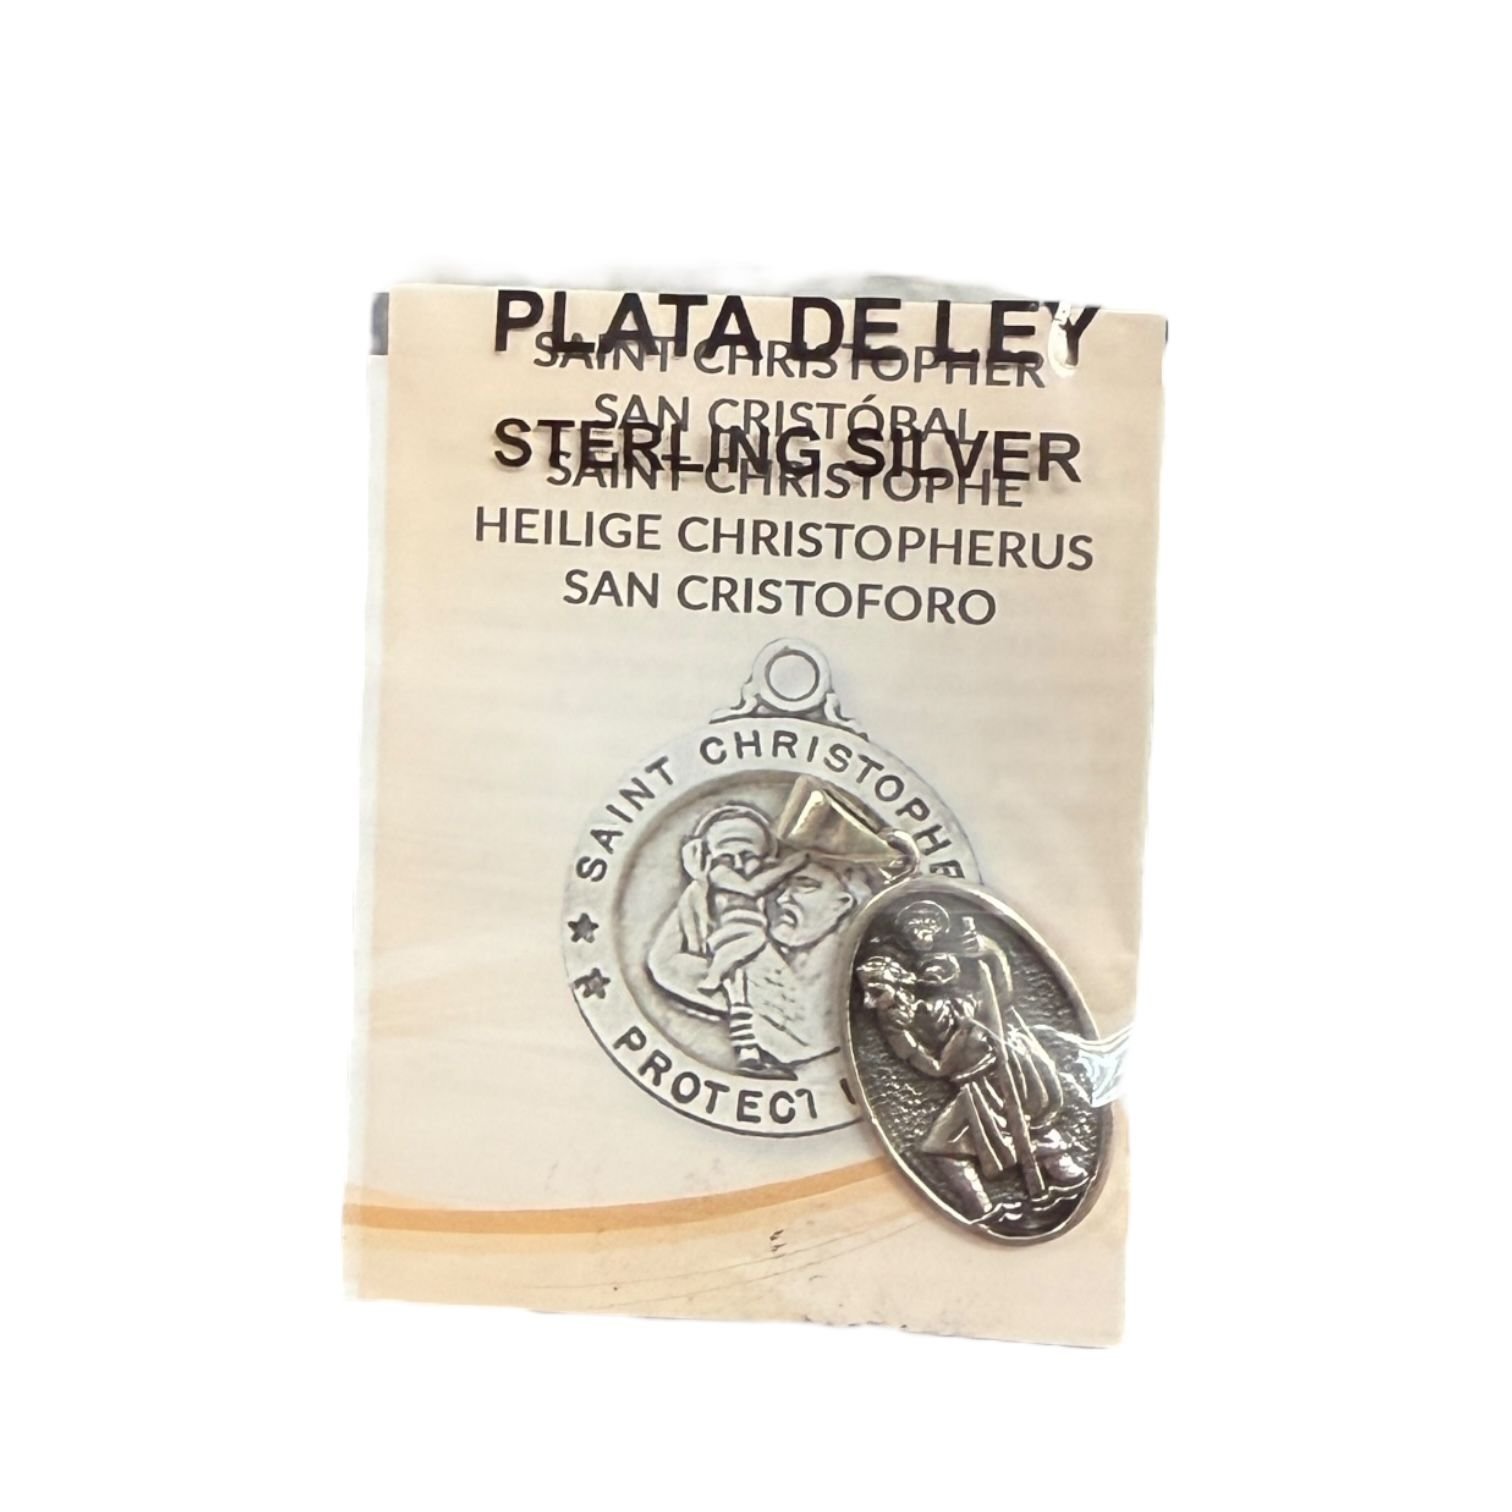 PLATA DE LEY
SAINT CHRISTOPHER
SAN CRISTÓBAL
STERLING SILVER
SAINT CHRISTOPHE
HEILIGE CHRISTOPHERUS
SAN CRISTOFORO
SAINT CHRISTOPHE
PROTECT